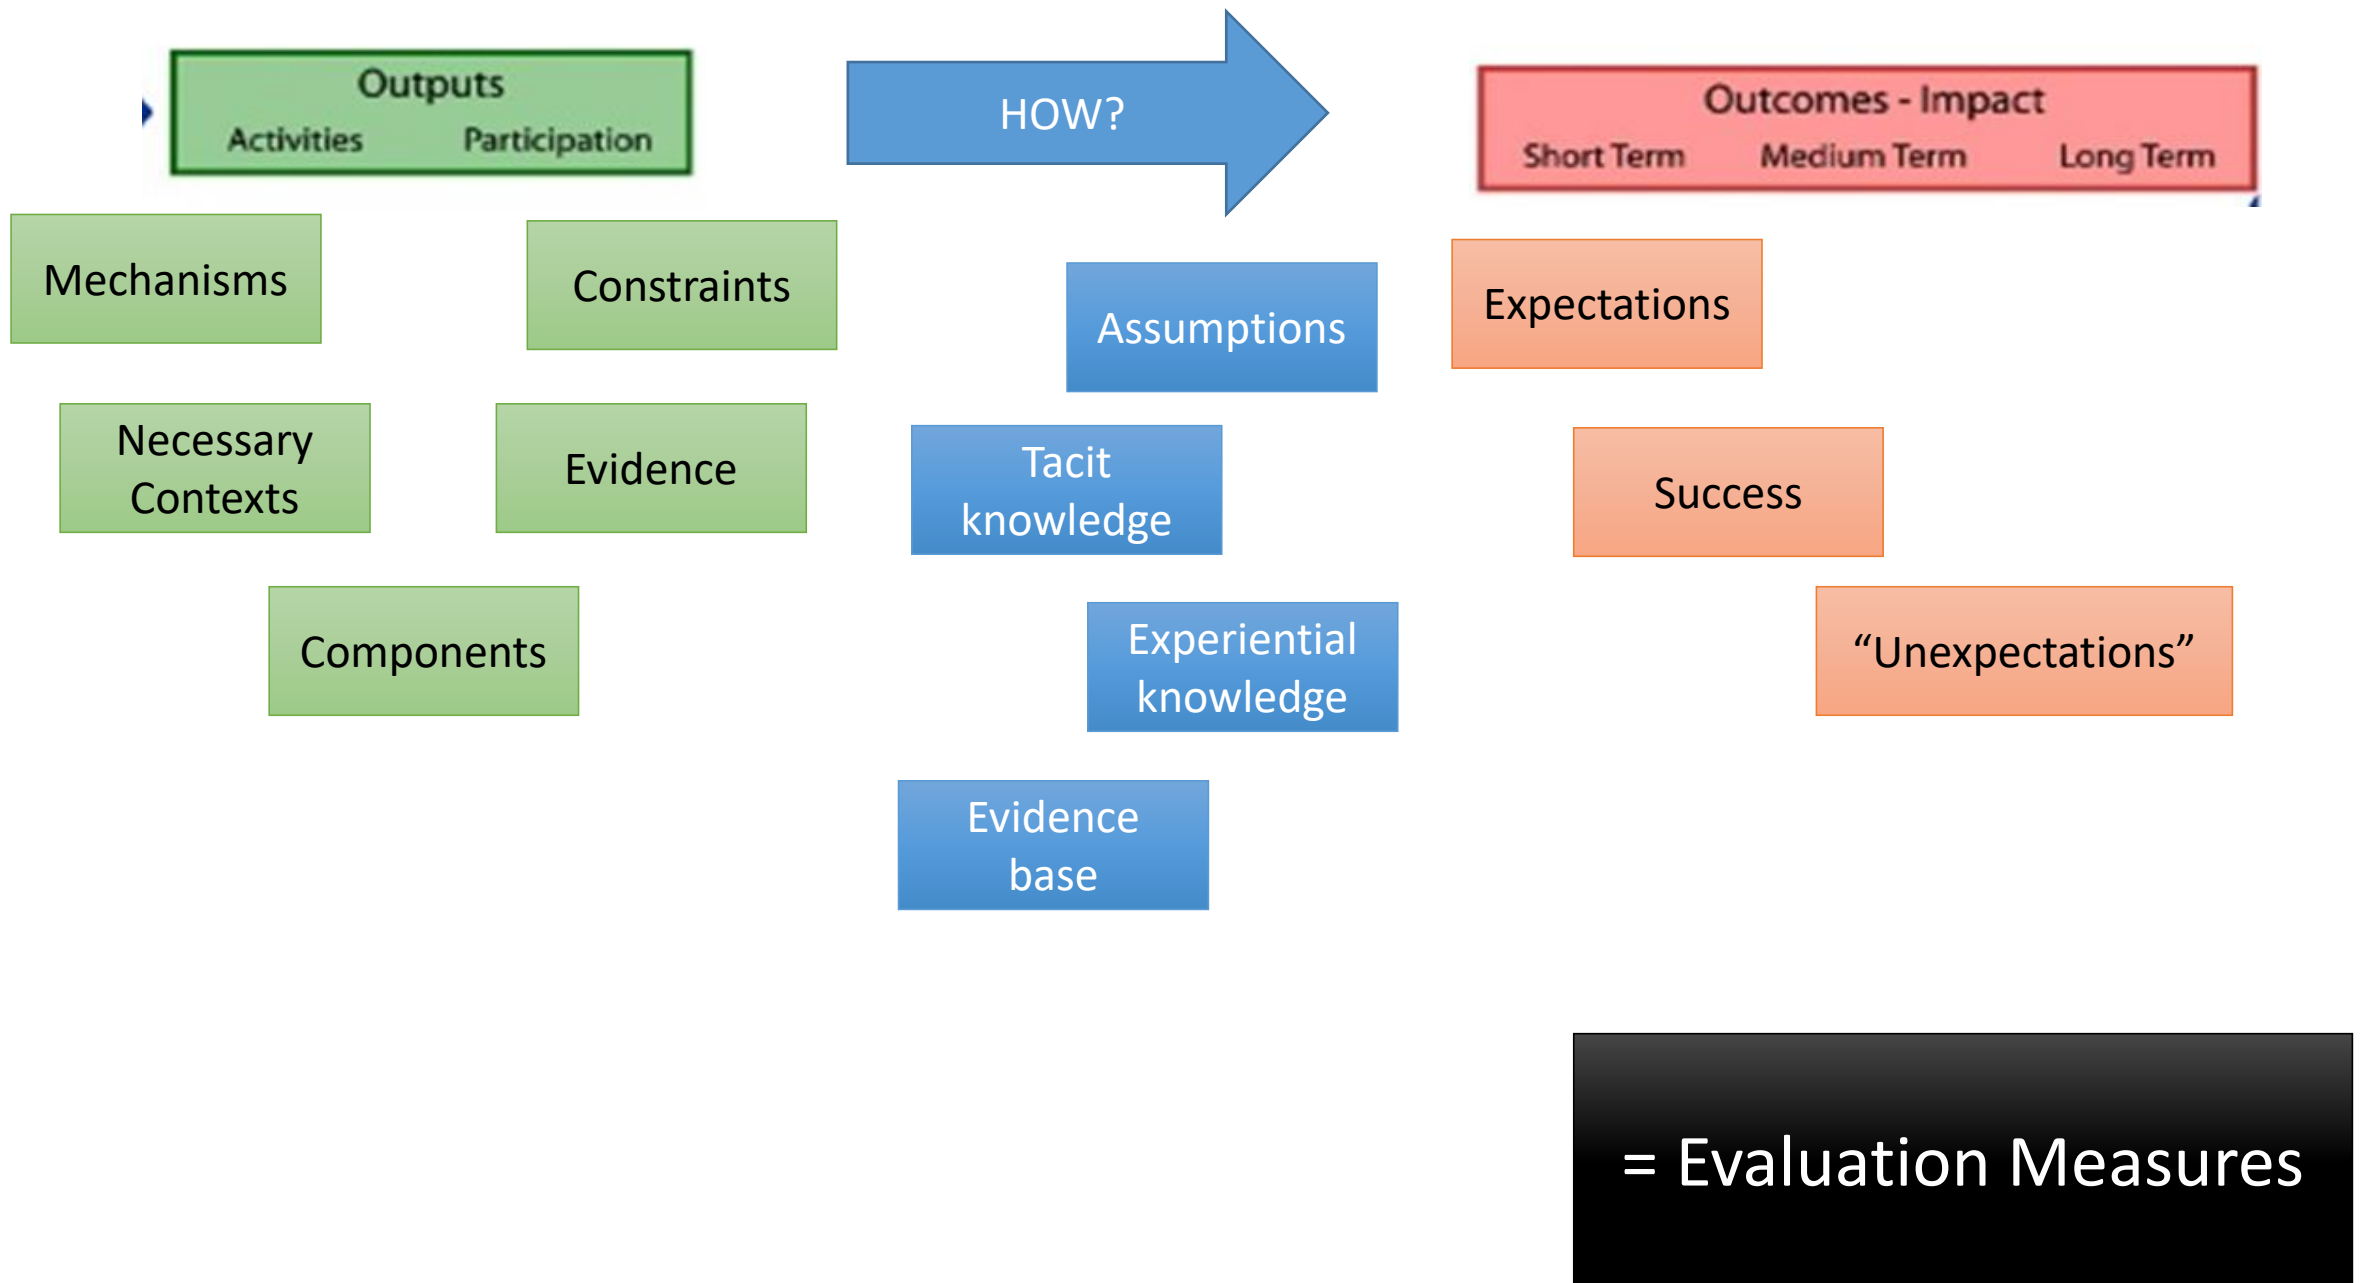 Outputs
Activities Participation
HOW?
Outcomes - Impact
Short Term Medium Term Long Term
Mechanisms
Constraints
Necessary
Contexts
Evidence
Components
Assumptions
Tacit
knowledge
Experiential
knowledge
Evidence
base
Expectations
Success
“Unexpectations”
= Evaluation Measures